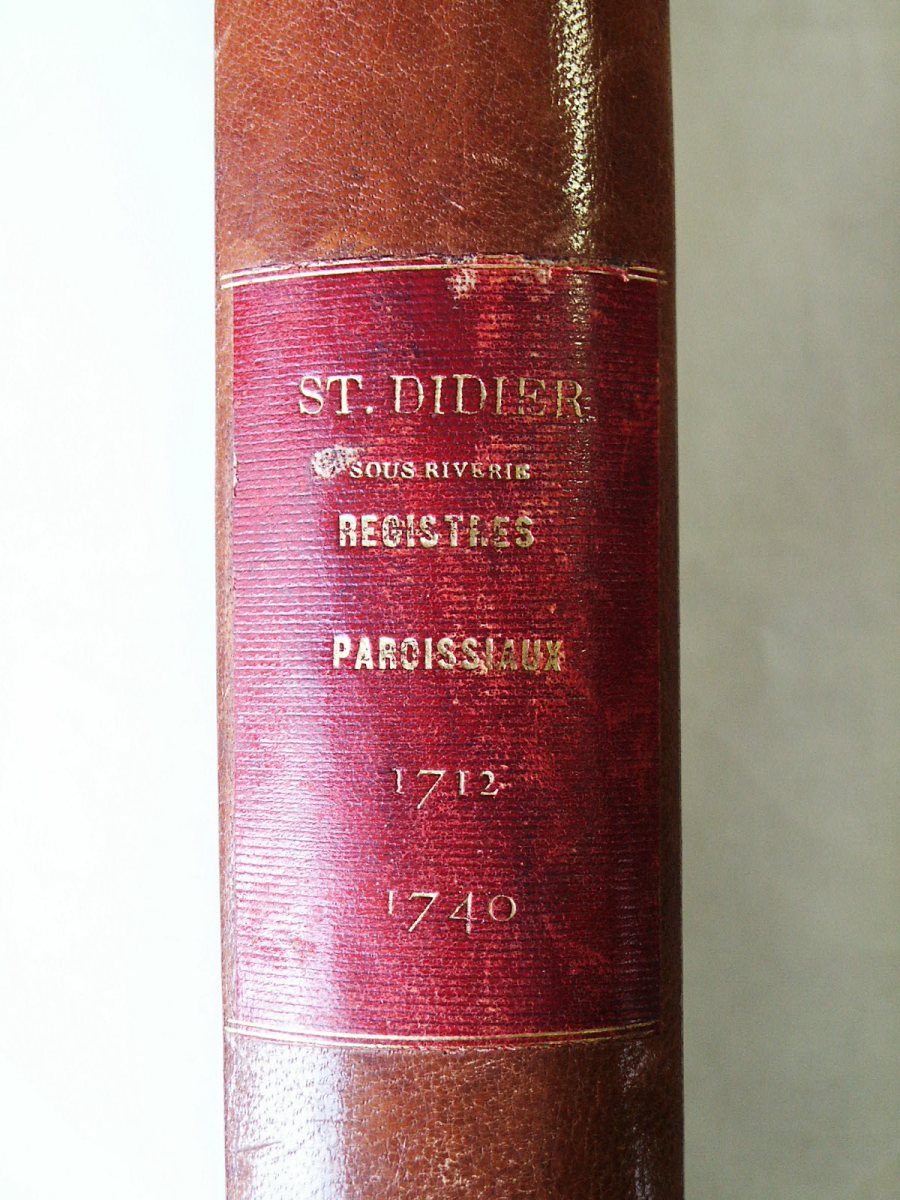 ST. DIDIER
SOUS RIVERIE
REGISTRES
PAROISSIAUX
1712
1740